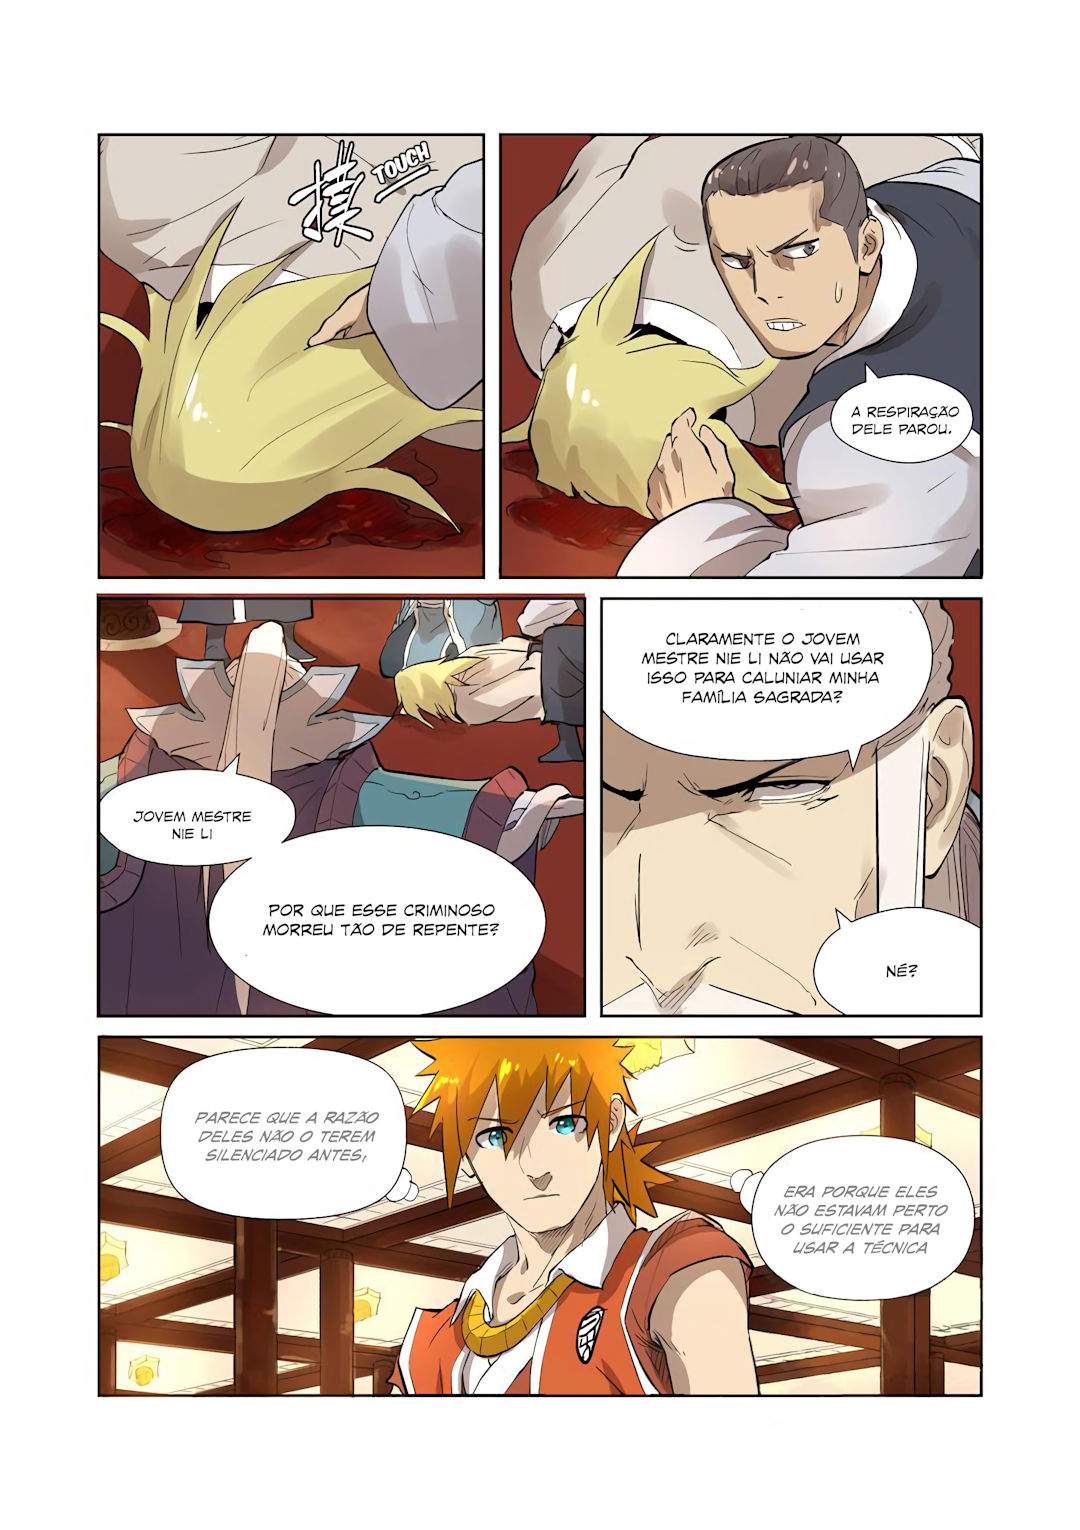 摸
TOUCH
A RESPIRAÇÃO
DELE PAROU.
JOVEM MESTRE
NIE LI
POR QUE ESSE CRIMINOSO
MORREU TÃO DE REPENTE?
CLARAMENTE O JOVEM
MESTRE NIE LI NÃO VAI USAR
ISSO PARA CALUNIAR MINHA
FAMÍLIA SAGRADA?
NÉ?
PARECE QUE A RAZÃO
DELES NÃO O TEREM
SILENCIADO ANTES;
ERA PORQUE ELES
NÃO ESTAVAM PERTO
O SUFICIENTE PARA
USAR A TÉCNICA